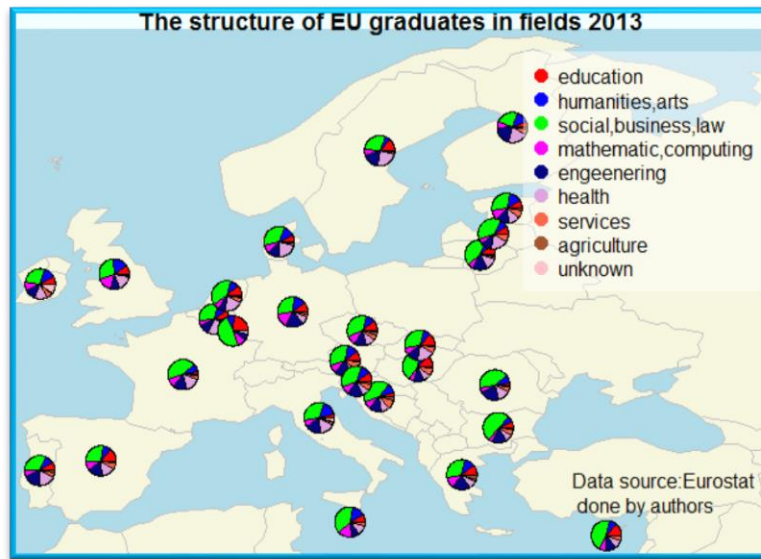 The structure of EU graduates in fields 2013
education
humanities,arts
social,business,law
mathematic,computing
engeenering
health
services
agriculture
unknown
Data source:Eurostat
done by authors